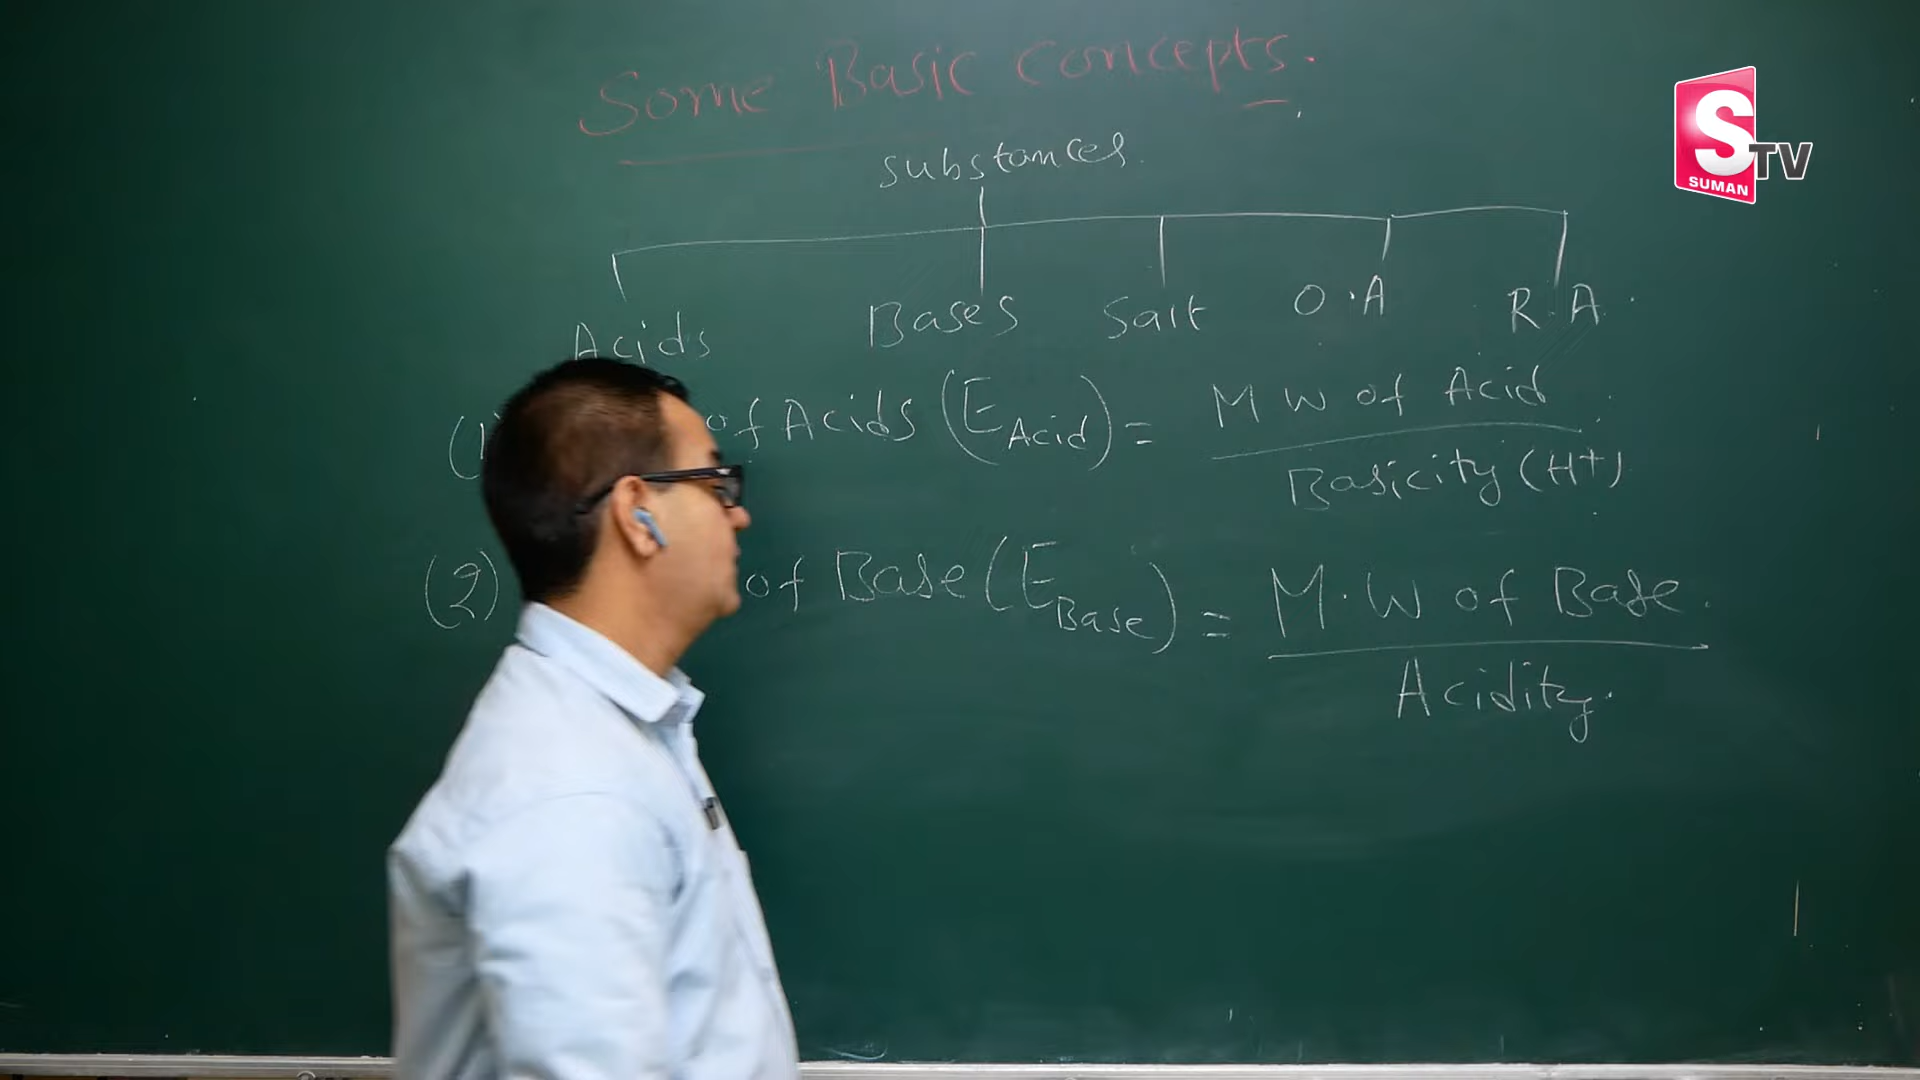 Some Basic concepts.
substances.
Acids Bases Salt O.A R.A.
(1) of Acids (E Acid) = M W of Acid / Basicity (H+)
(2) of Base (E Base) = M.W of Base. / Acidity.
S TV
SUMAN